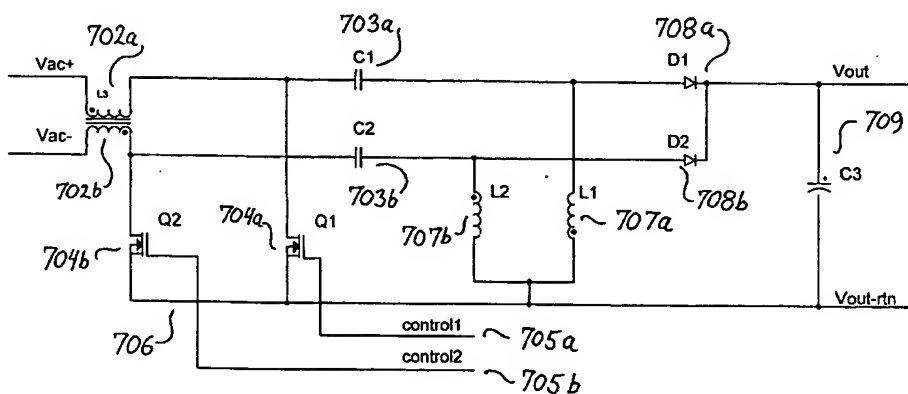 702a
703a
708a
Vac+
L3
C1
D1
Vout
Vac-
C2
D2
709
702b
703b
L2
L1
708b
C3
Q2
704a
Q1
707b
707a
704b
Vout-rtn
706
control1
705a
control2
705b